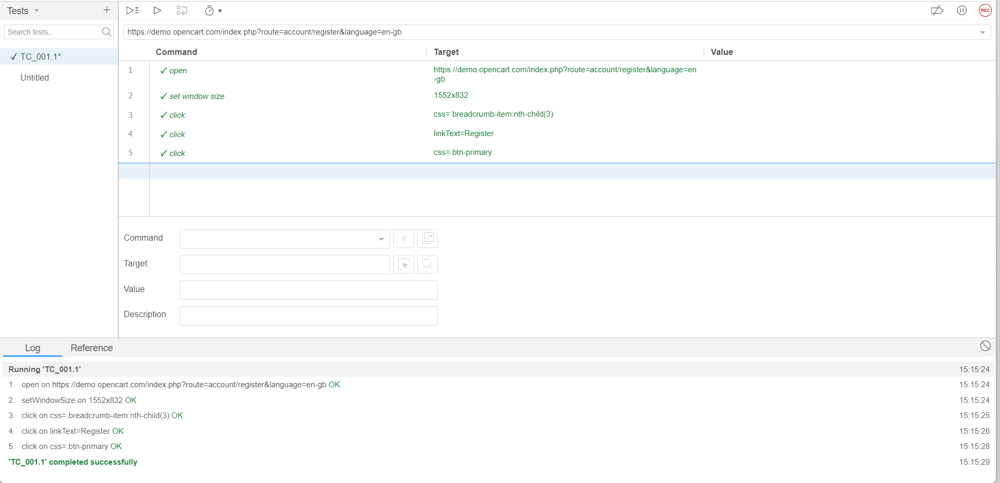 Tests
Search tests...
✓ TC_001.1*
Untitled
REC
https://demo.opencart.com/index.php?route=account/register&language=en-gb
Command Target Value
1 ✓ open https://demo.opencart.com/index.php?route=account/register&language=en
-gb
2 ✓ set window size 1552x832
3 ✓ click css=.breadcrumb-item:nth-child(3)
4 ✓ click linkText=Register
5 ✓ click css=.btn-primary
Command //
Target
Value
Description
Log Reference
Running 'TC_001.1' 15:15:24
1. open on https://demo.opencart.com/index.php?route=account/register&language=en-gb OK 15:15:24
2. setWindowSize on 1552x832 OK 15:15:24
3. click on css=.breadcrumb-item:nth-child(3) OK 15:15:25
4. click on linkText=Register OK 15:15:26
5. click on css=.btn-primary OK 15:15:28
'TC_001.1' completed successfully 15:15:29